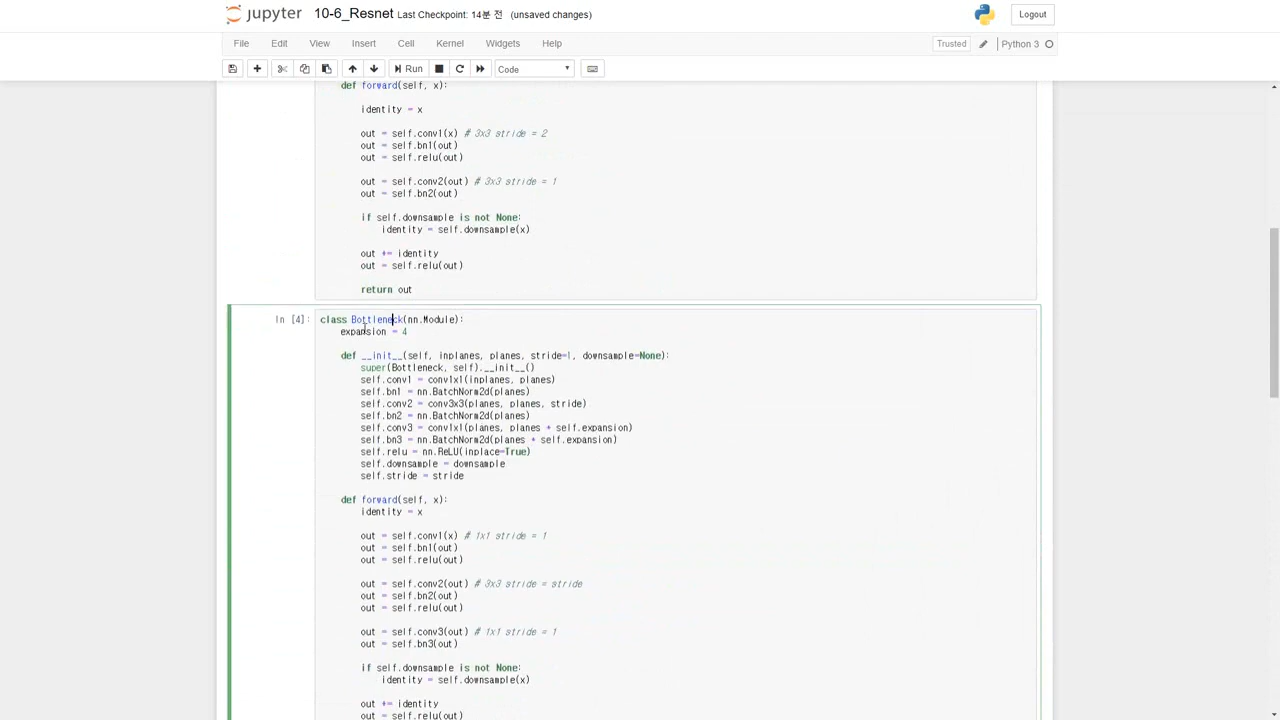 jupyter 10-6_Resnet Last Checkpoint: 14분 전 (unsaved changes)
Logout
File Edit View Insert Cell Kernel Widgets Help
Trusted Python 3
Run Code
def forward(self, x):
identity = x
out = self.conv1(x) # 3x3 stride = 2
out = self.bn1(out)
out = self.relu(out)
out = self.conv2(out) # 3x3 stride = 1
out = self.bn2(out)
if self.downsample is not None:
identity = self.downsample(x)
out += identity
out = self.relu(out)
return out
In [4]:
class Bottleneck(nn.Module):
expansion = 4
def __init__(self, inplanes, planes, stride=1, downsample=None):
super(Bottleneck, self).__init__()
self.conv1 = conv1x1(inplanes, planes)
self.bn1 = nn.BatchNorm2d(planes)
self.conv2 = conv3x3(planes, planes, stride)
self.bn2 = nn.BatchNorm2d(planes)
self.conv3 = conv1x1(planes, planes * self.expansion)
self.bn3 = nn.BatchNorm2d(planes * self.expansion)
self.relu = nn.ReLU(inplace=True)
self.downsample = downsample
self.stride = stride
def forward(self, x):
identity = x
out = self.conv1(x) # 1x1 stride = 1
out = self.bn1(out)
out = self.relu(out)
out = self.conv2(out) # 3x3 stride = stride
out = self.bn2(out)
out = self.relu(out)
out = self.conv3(out) # 1x1 stride = 1
out = self.bn3(out)
if self.downsample is not None:
identity = self.downsample(x)
out += identity
out = self.relu(out)